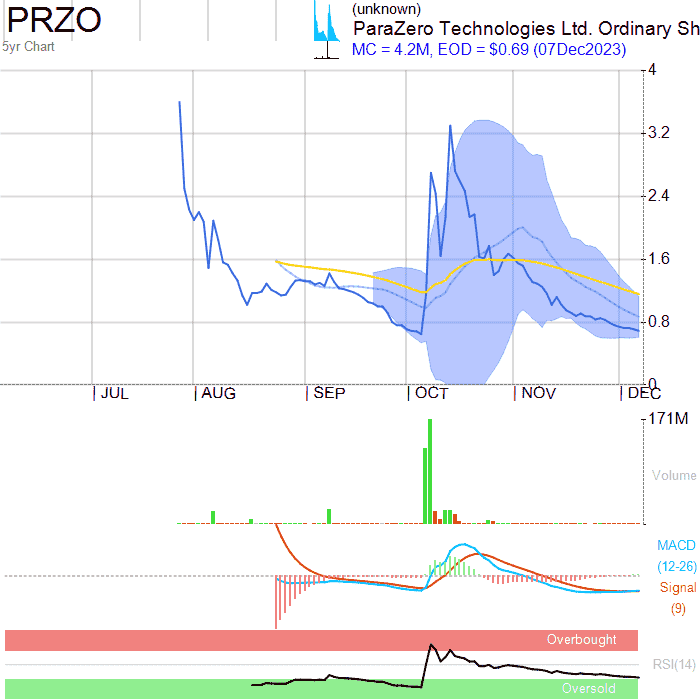 PRZO
5yr Chart
(unknown)
ParaZero Technologies Ltd. Ordinary Sh
MC = 4.2M, EOD = $0.69 (07Dec2023)
4
3.2
2.4
1.6
0.8
0
JUL AUG SEP OCT NOV DEC
171M
Volume
MACD
(12-26)
Signal
(9)
Overbought
RSI(14)
Oversold